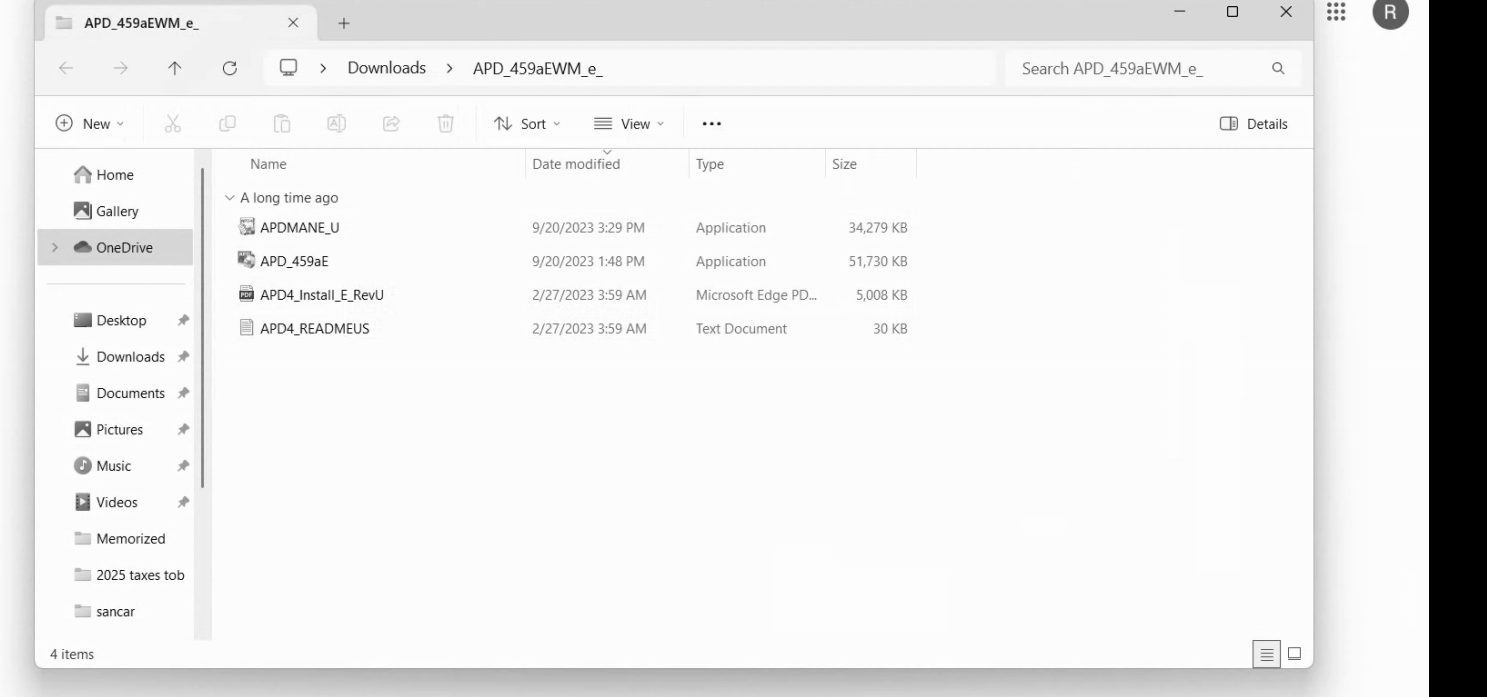 APD_459aEWM_e_
R
Downloads APD_459aEWM_e_ Search APD_459aEWM_e_
New Sort View Details
Home
Gallery
OneDrive
Desktop
Downloads
Documents
Pictures
Music
Videos
Memorized
2025 taxes tob
sancar
Name Date modified Type Size
A long time ago
APDMANE_U 9/20/2023 3:29 PM Application 34,279 KB
APD_459aE 9/20/2023 1:48 PM Application 51,730 KB
APD4_Install_E_RevU 2/27/2023 3:59 AM Microsoft Edge PD... 5,008 KB
APD4_READMEUS 2/27/2023 3:59 AM Text Document 30 KB
4 items